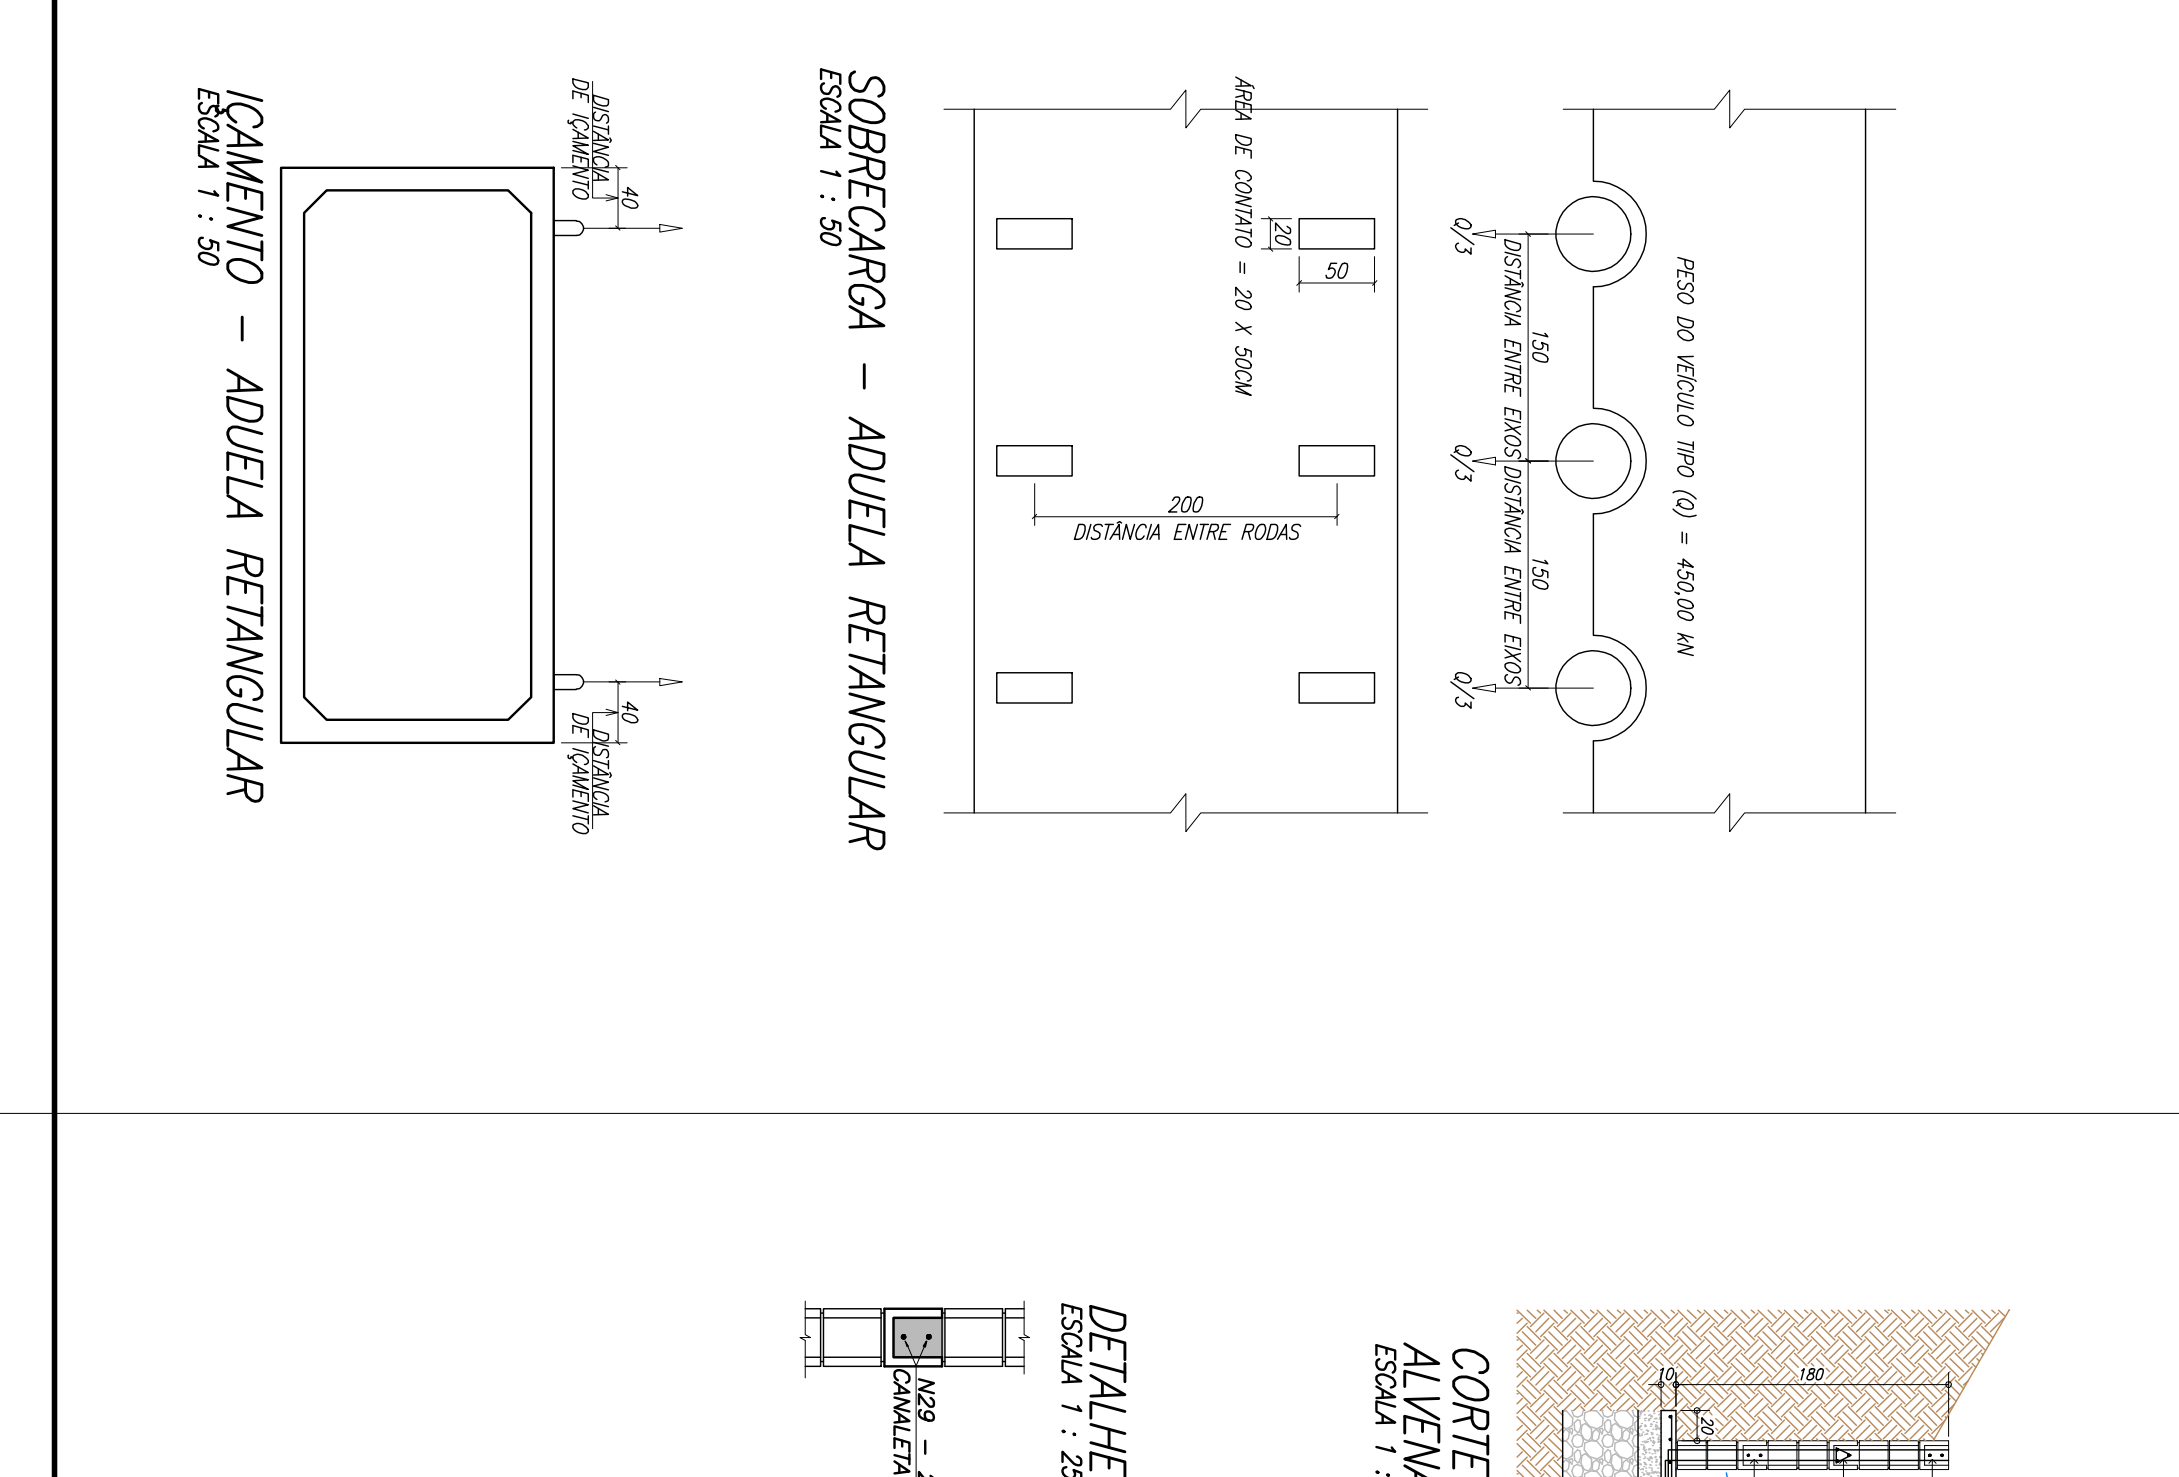 PESO DO VEÍCULO TIPO (Q) = 450,00 kN
150
150
DISTÂNCIA ENTRE EIXOS
DISTÂNCIA ENTRE EIXOS
Q/3
Q/3
Q/3
50
20
ÁREA DE CONTATO = 20 X 50CM
200
DISTÂNCIA ENTRE RODAS
SOBRECARGA - ADUELA RETANGULAR
ESCALA 1 : 50
40
DISTÂNCIA
DE IÇAMENTO
40
DISTÂNCIA
DE IÇAMENTO
IÇAMENTO - ADUELA RETANGULAR
ESCALA 1 : 50
10
180
20
CORTE
ALVENA
ESCALA 1 :
DETALHE
ESCALA 1 : 25
N29 -
CANALETA